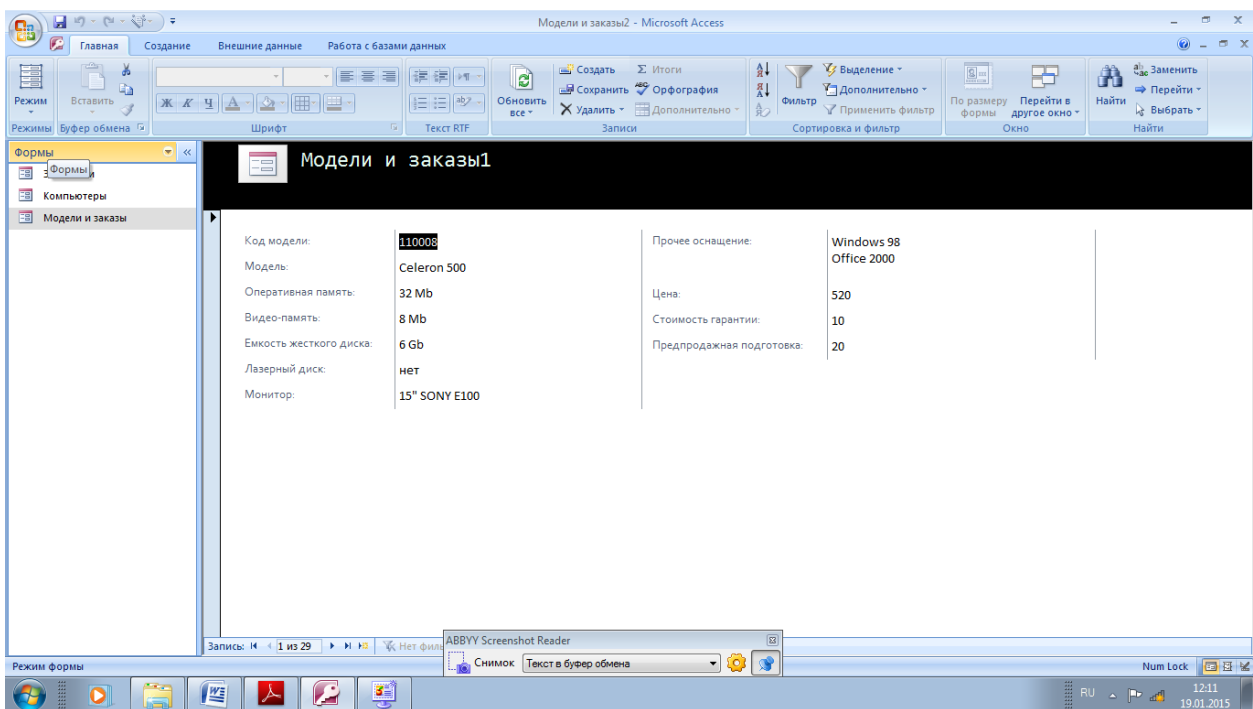 Модели и заказы2 - Microsoft Access
Главная Создание Внешние данные Работа с базами данных
Режим Вставить Ж К Ч А Обновить все Создать Сохранить Удалить Σ Итоги Орфография Дополнительно Фильтр Выделение Дополнительно Применить фильтр По размеру формы Перейти в другое окно Найти Заменить Перейти Выбрать
Режимы Буфер обмена Шрифт Текст RTF Записи Сортировка и фильтр Окно Найти
Формы
Формы
Компьютеры
Модели и заказы
Модели и заказы1
Код модели: 110008
Модель: Celeron 500
Оперативная память: 32 Mb
Видео-память: 8 Mb
Емкость жесткого диска: 6 Gb
Лазерный диск: нет
Монитор: 15" SONY E100
Прочее оснащение: Windows 98
Office 2000
Цена: 520
Стоимость гарантии: 10
Предпродажная подготовка: 20
Запись: 1 из 29 Нет
ABBYY Screenshot Reader
Снимок Текст в буфер обмена
Режим формы Num Lock
RU 12:11
19.01.2015